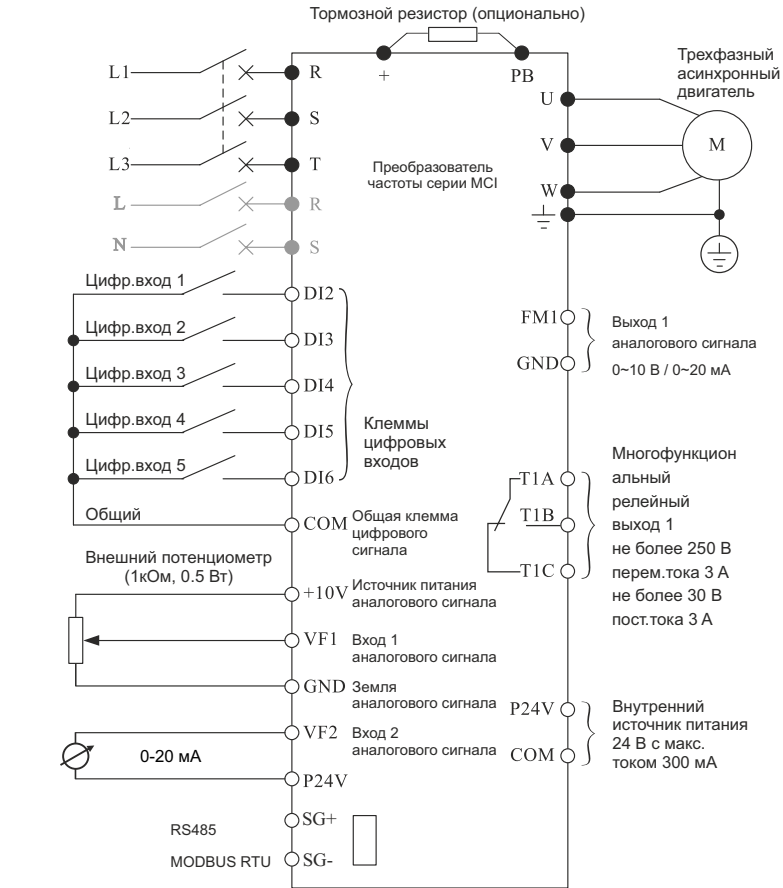 Тормозной резистор (опционально)
+
PB
L1
R
L2
S
L3
T
L
R
N
S
Преобразователь
частоты серии MCI
Трехфазный
асинхронный
двигатель
U
V
W
M
Цифр.вход 1
DI2
Цифр.вход 2
DI3
Цифр.вход 3
DI4
Цифр.вход 4
DI5
Цифр.вход 5
DI6
Клеммы
цифровых
входов
Общий
COM
Общая клемма
цифрового
сигнала
Внешний потенциометр
(1кОм, 0.5 Вт)
+10V
Источник питания
аналогового сигнала
VF1
Вход 1
аналогового сигнала
GND
Земля
аналогового сигнала
VF2
Вход 2
аналогового сигнала
0-20 мА
P24V
RS485
MODBUS RTU
SG+
SG-
FM1
GND
Выход 1
аналогового сигнала
0~10 В / 0~20 мА
T1A
T1B
T1C
Многофункцион
альный
релейный
выход 1
не более 250 В
перем.тока 3 А
не более 30 В
пост.тока 3 А
P24V
COM
Внутренний
источник питания
24 В с макс.
током 300 мА